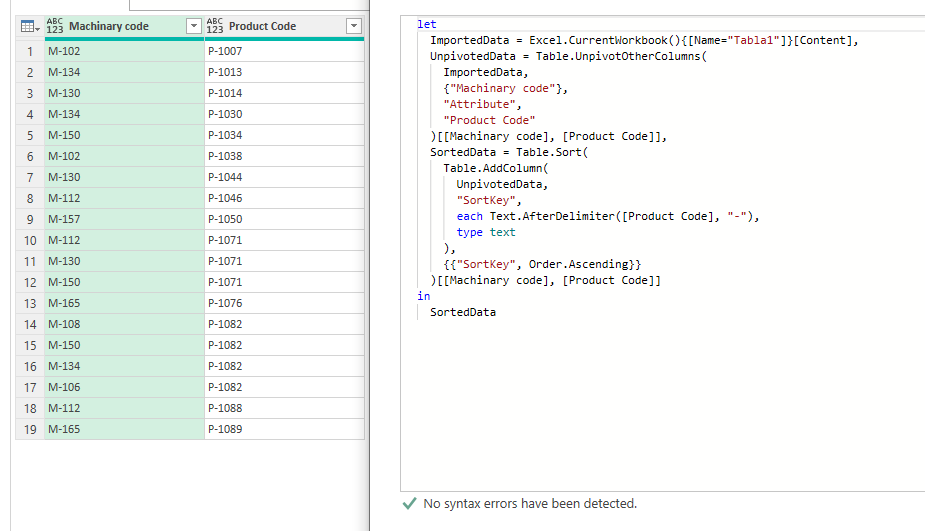 ABC 123 Machinary code ABC 123 Product Code
1 M-102 P-1007
2 M-134 P-1013
3 M-130 P-1014
4 M-134 P-1030
5 M-150 P-1034
6 M-102 P-1038
7 M-130 P-1044
8 M-112 P-1046
9 M-157 P-1050
10 M-112 P-1071
11 M-130 P-1071
12 M-150 P-1071
13 M-165 P-1076
14 M-108 P-1082
15 M-150 P-1082
16 M-134 P-1082
17 M-106 P-1082
18 M-112 P-1088
19 M-165 P-1089
let
ImportedData = Excel.CurrentWorkbook(){[Name="Tabla1"]}[Content],
UnpivotedData = Table.UnpivotOtherColumns(
ImportedData,
{"Machinary code"},
"Attribute",
"Product Code"
)[[Machinary code], [Product Code]],
SortedData = Table.Sort(
Table.AddColumn(
UnpivotedData,
"SortKey",
each Text.AfterDelimiter([Product Code], "-"),
type text
),
{{"SortKey", Order.Ascending}}
)[[Machinary code], [Product Code]]
in
SortedData
No syntax errors have been detected.